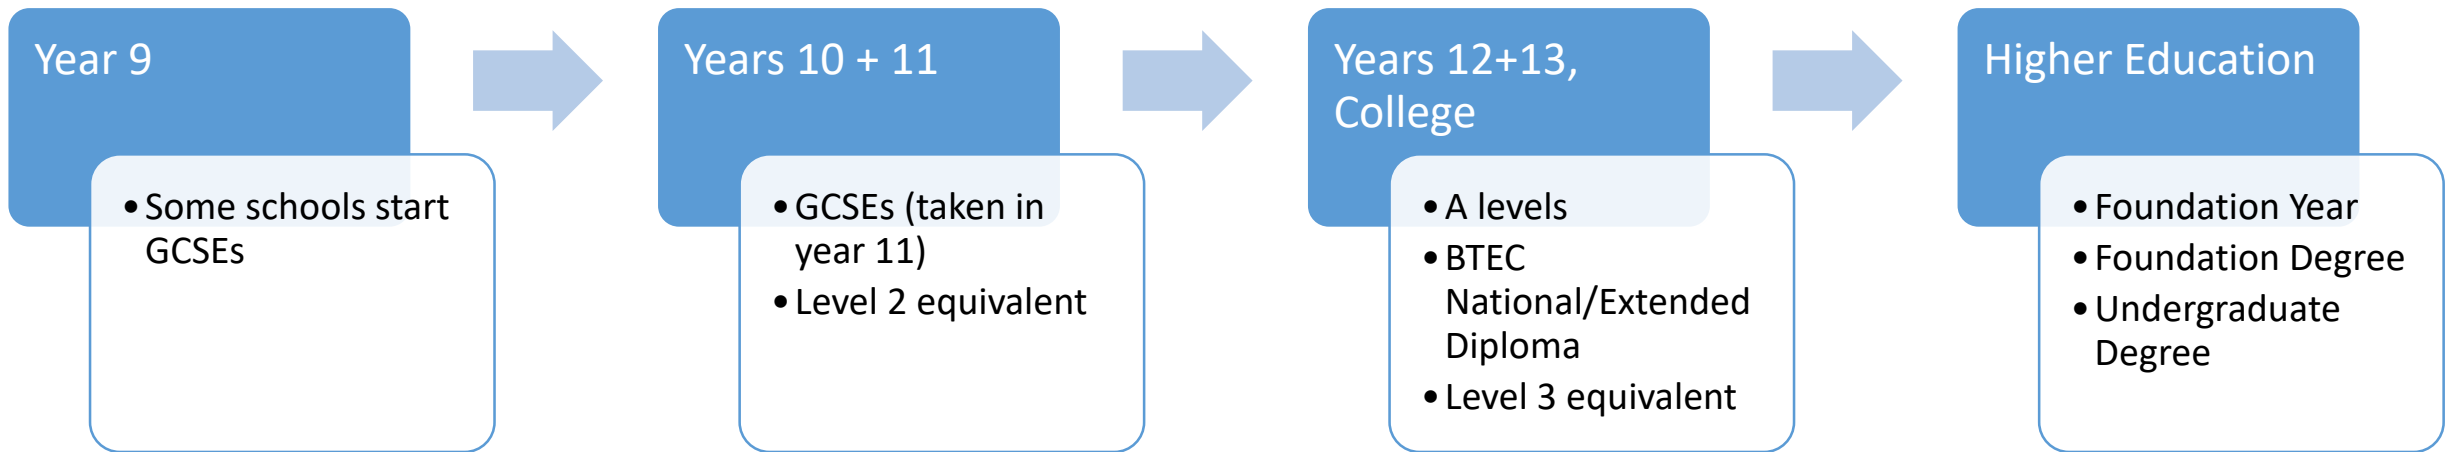 Year 9
• Some schools start
GCSEs
Years 10 + 11
• GCSEs (taken in
year 11)
• Level 2 equivalent
Years 12+13,
College
• A levels
• BTEC
National/Extended
Diploma
• Level 3 equivalent
Higher Education
• Foundation Year
• Foundation Degree
• Undergraduate
Degree